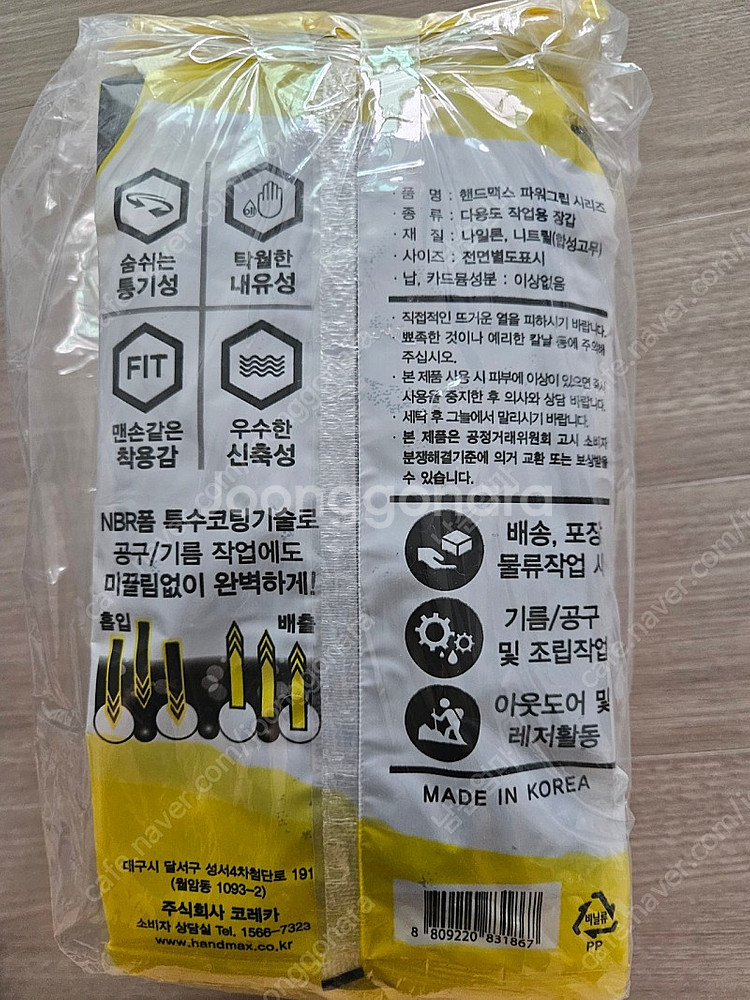 숨쉬는
통기성
oil
탁월한
내유성
FIT
맨손같은
착용감
우수한
신축성
NBR폼 특수코팅기술로
공구/기름 작업에도
미끌림없이 완벽하게!
흡입
배출
대구시 달서구 성서4차첨단로 191
(월암동 1093-2)
주식회사 코레카
소비자 상담실 Tel. 1566-7323
www.handmax.co.kr
· 품 명 : 핸드맥스 파워그립 시리즈
· 종 류 : 다용도 작업용 장갑
· 재 질 : 나일론, 니트릴(합성고무)
· 사이즈 : 전면별도표시
· 납, 카드뮴성분 : 이상없음
· 직접적인 뜨거운 열을 피하시기 바랍니다.
· 뾰족한 것이나 예리한 칼날 등에 주의해
주십시오.
· 본 제품 사용 시 피부에 이상이 있으면 즉시
사용을 중지한 후 의사와 상담 바랍니다.
· 세탁 후 그늘에서 말리시기 바랍니다.
· 본 제품은 공정거래위원회 고시 소비자
분쟁해결기준에 의거 교환 또는 보상받을
수 있습니다.
배송, 포장
물류작업 시
기름/공구
및 조립작업
아웃도어 및
레저활동
MADE IN KOREA
8 809220 831867
비닐류
PP
joonggonara
cafe.naver.com/j